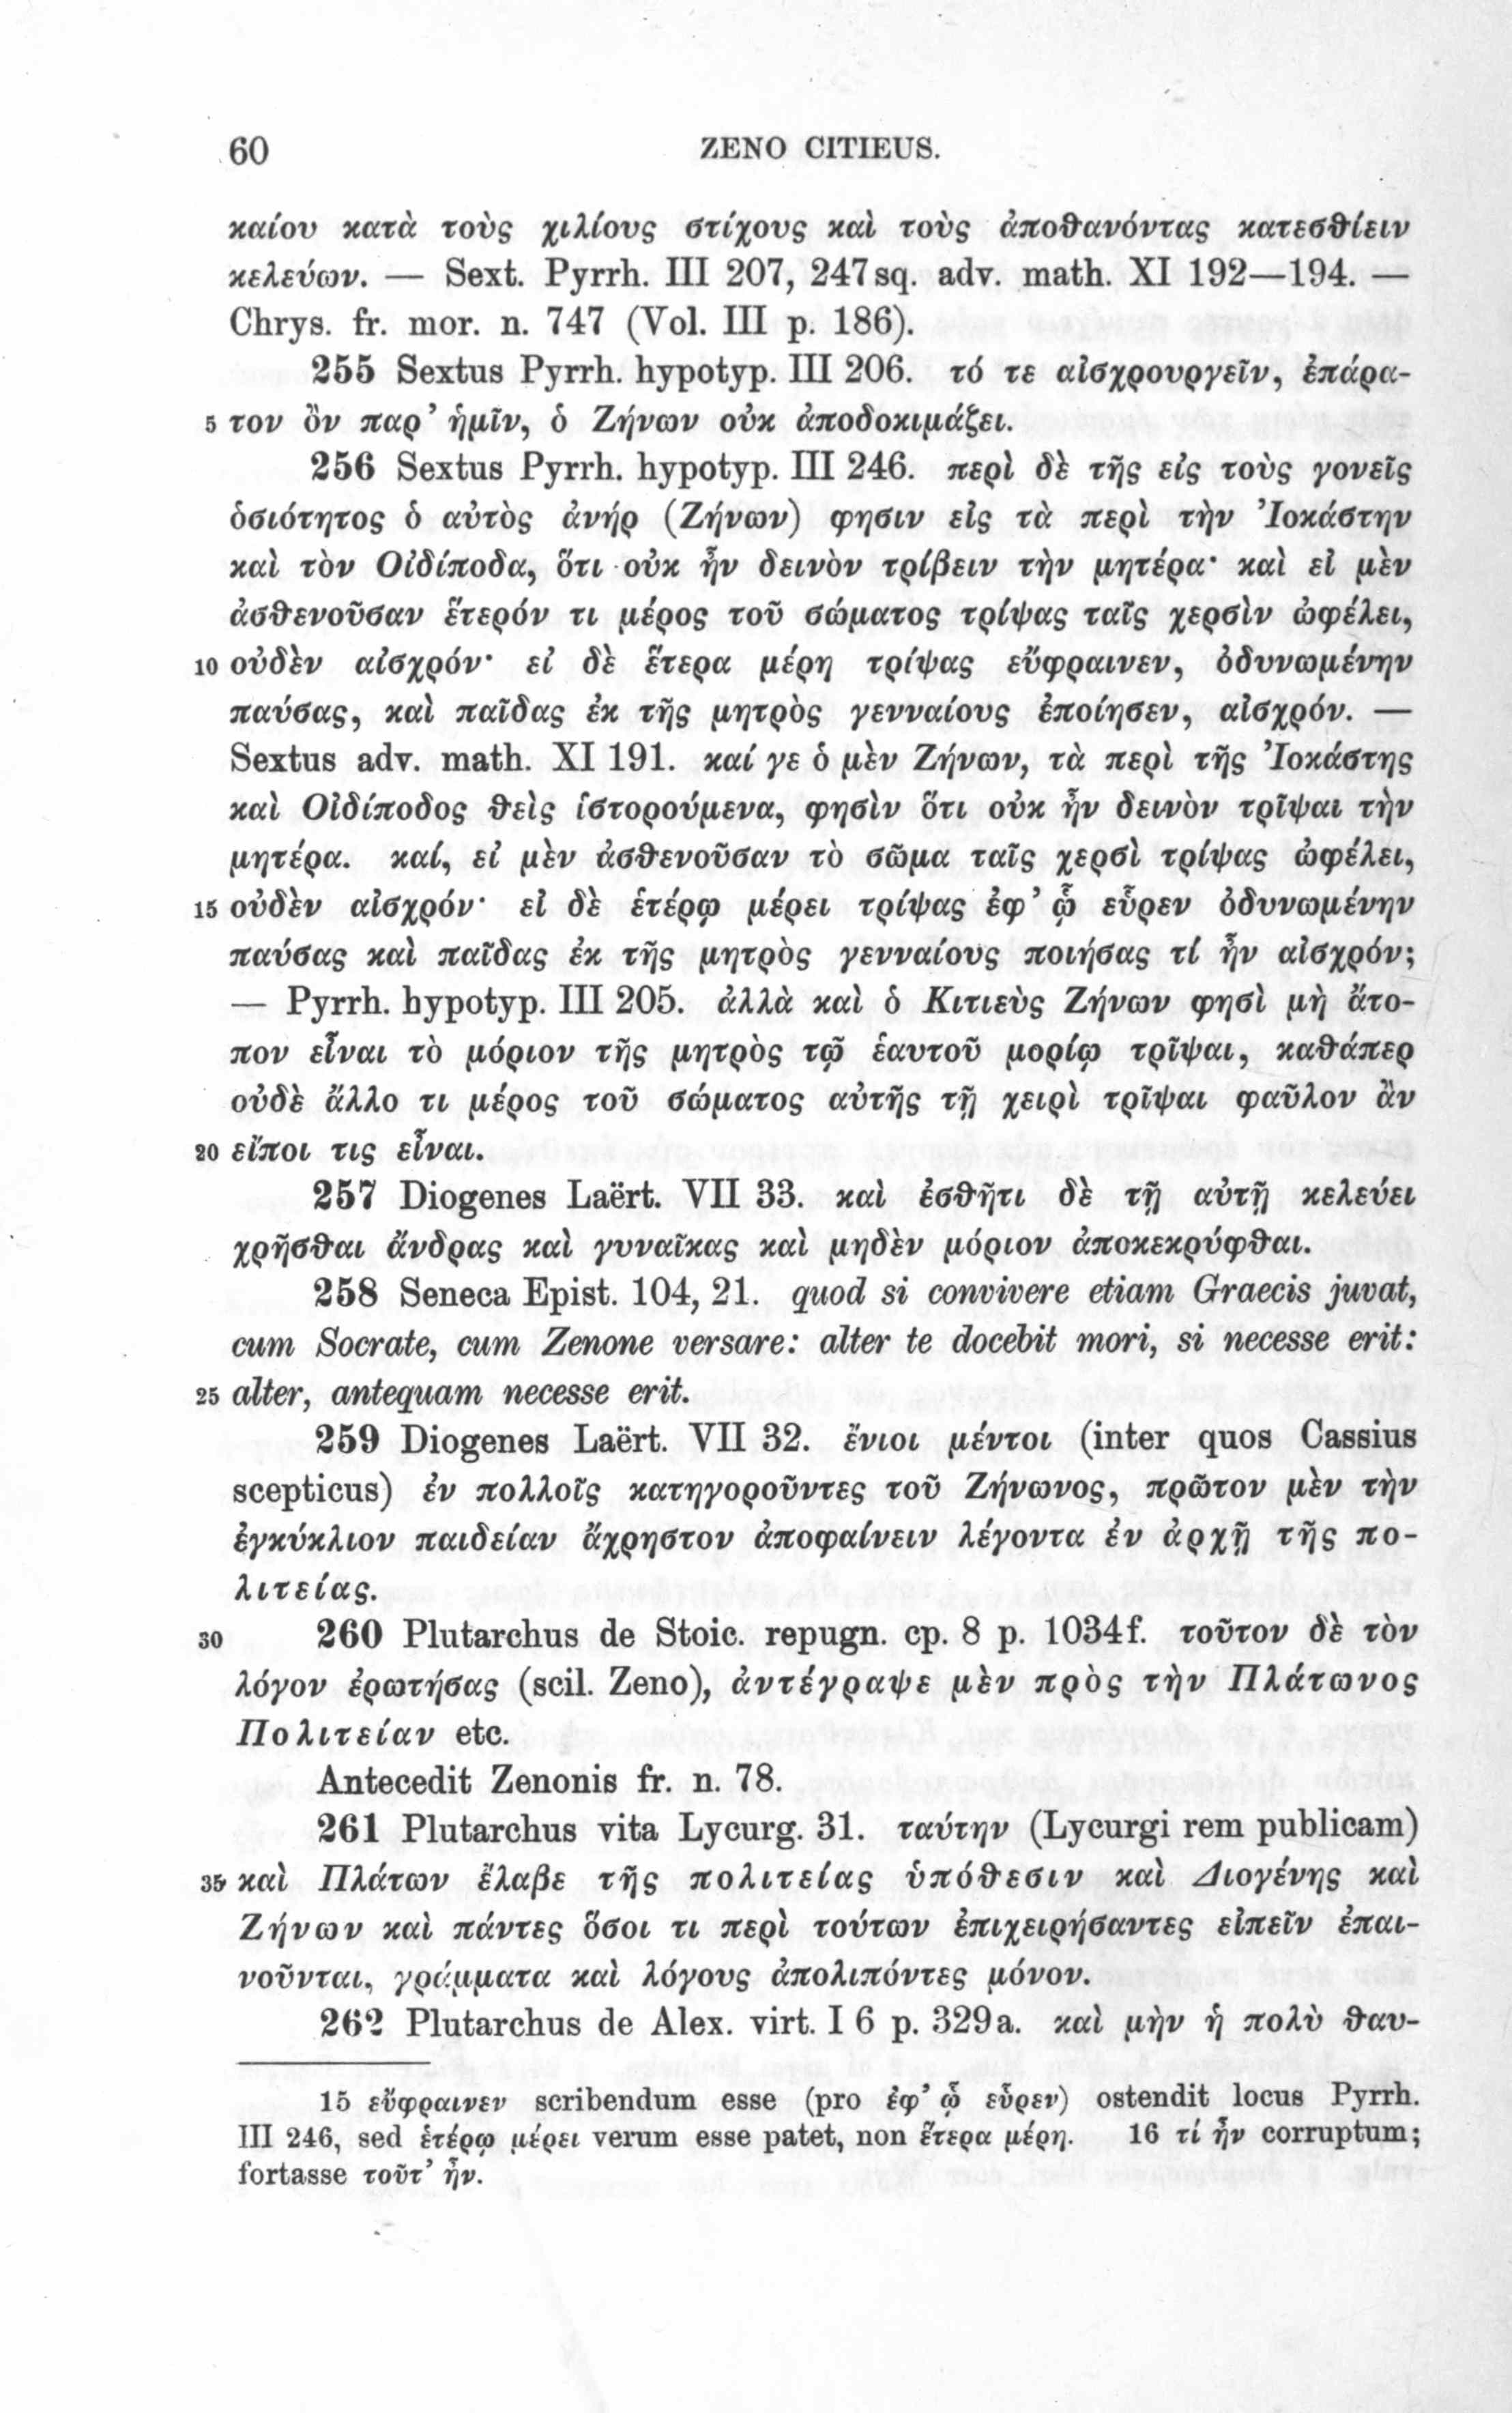 60 ZENO CITIEUS.
καίου κατὰ τοὺς χιλίους στίχους καὶ τοὺς ἀποθανόντας κατεσθίειν
κελεύων. — Sext. Pyrrh. III 207, 247 sq. adv. math. XI 192—194. —
Chrys. fr. mor. n. 747 (Vol. III p. 186).
255 Sextus Pyrrh. hypotyp. III 206. τό τε αἰσχρουργεῖν, ἐπάρα-
5 τον ὂν παρ’ ἡμῖν, ὁ Ζήνων οὐκ ἀποδοκιμάζει.
256 Sextus Pyrrh. hypotyp. III 246. περὶ δὲ τῆς εἰς τοὺς γονεῖς
ὁσιότητος ὁ αὐτὸς ἀνήρ (Ζήνων) φησιν εἰς τὰ περὶ τὴν Ἰοκάστην
καὶ τὸν Οἰδίποδα, ὅτι οὐκ ἦν δεινὸν τρίβειν τὴν μητέρα· καὶ εἰ μὲν
ἀσθενοῦσαν ἕτερόν τι μέρος τοῦ σώματος τρίψας ταῖς χερσὶν ὠφέλει,
10 οὐδὲν αἰσχρόν· εἰ δὲ ἕτερα μέρη τρίψας εὔφραινεν, ὀδυνωμένην
παύσας, καὶ παῖδας ἐκ τῆς μητρὸς γενναίους ἐποίησεν, αἰσχρόν. —
Sextus adv. math. XI 191. καί γε ὁ μὲν Ζήνων, τὰ περὶ τῆς Ἰοκάστης
καὶ Οἰδίποδος θεὶς ἱστορούμενα, φησὶν ὅτι οὐκ ἦν δεινὸν τρῖψαι τὴν
μητέρα. καί, εἰ μὲν ἀσθενοῦσαν τὸ σῶμα ταῖς χερσὶ τρίψας ὠφέλει,
15 οὐδὲν αἰσχρόν· εἰ δὲ ἑτέρῳ μέρει τρίψας ἐφ’ ᾧ εὗρεν ὀδυνωμένην
παύσας καὶ παῖδας ἐκ τῆς μητρὸς γενναίους ποιήσας τί ἦν αἰσχρόν;
— Pyrrh. hypotyp. III 205. ἀλλὰ καὶ ὁ Κιτιεὺς Ζήνων φησὶ μὴ ἄτο-
πον εἶναι τὸ μόριον τῆς μητρὸς τῷ ἑαυτοῦ μορίῳ τρῖψαι, καθάπερ
οὐδὲ ἄλλο τι μέρος τοῦ σώματος αὐτῆς τῇ χειρὶ τρῖψαι φαῦλον ἂν
20 εἴποι τις εἶναι.
257 Diogenes Laërt. VII 33. καὶ ἐσθῆτι δὲ τῇ αὐτῇ κελεύει
χρῆσθαι ἄνδρας καὶ γυναῖκας καὶ μηδὲν μόριον ἀποκεκρύφθαι.
258 Seneca Epist. 104, 21. quod si convivere etiam Graecis juvat,
cum Socrate, cum Zenone versare: alter te docebit mori, si necesse erit:
25 alter, antequam necesse erit.
259 Diogenes Laërt. VII 32. ἔνιοι μέντοι (inter quos Cassius
scepticus) ἐν πολλοῖς κατηγοροῦντες τοῦ Ζήνωνος, πρῶτον μὲν τὴν
ἐγκύκλιον παιδείαν ἄχρηστον ἀποφαίνειν λέγοντα ἐν ἀρχῇ τῆς πο-
λιτείας.
30 260 Plutarchus de Stoic. repugn. cp. 8 p. 1034f. τοῦτον δὲ τὸν
λόγον ἐρωτήσας (scil. Zeno), ἀντέγραψε μὲν πρὸς τὴν Πλάτωνος
Πολιτείαν etc.
Antecedit Zenonis fr. n. 78.
261 Plutarchus vita Lycurg. 31. ταύτην (Lycurgi rem publicam)
35 καὶ Πλάτων ἔλαβε τῆς πολιτείας ὑπόθεσιν καὶ Διογένης καὶ
Ζήνων καὶ πάντες ὅσοι τι περὶ τούτων ἐπιχειρήσαντες εἰπεῖν ἐπαι-
νοῦνται, γράμματα καὶ λόγους ἀπολιπόντες μόνον.
262 Plutarchus de Alex. virt. I 6 p. 329a. καὶ μὴν ἡ πολὺ θαυ-
15 εὔφραινεν scribendum esse (pro ἐφ’ ᾧ εὗρεν) ostendit locus Pyrrh.
III 246, sed ἑτέρῳ μέρει verum esse patet, non ἕτερα μέρη. 16 τί ἦν corruptum;
fortasse τοῦτ’ ἦν.